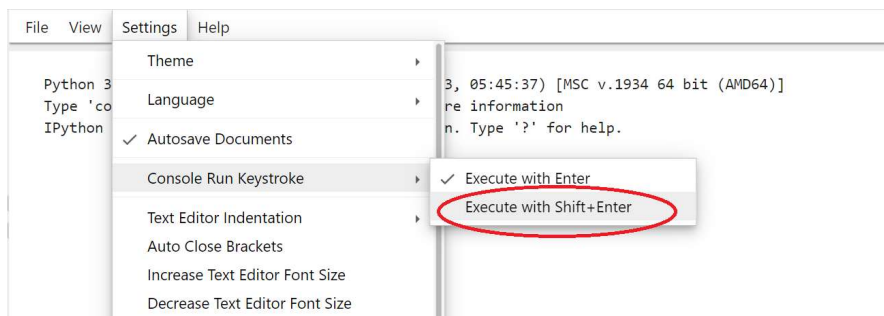 File View Settings Help
Theme
Python 3 3, 05:45:37) [MSC v.1934 64 bit (AMD64)]
Language
Type 'co re information
IPython n. Type '?' for help.
Autosave Documents
Console Run Keystroke
Execute with Enter
Execute with Shift+Enter
Text Editor Indentation
Auto Close Brackets
Increase Text Editor Font Size
Decrease Text Editor Font Size